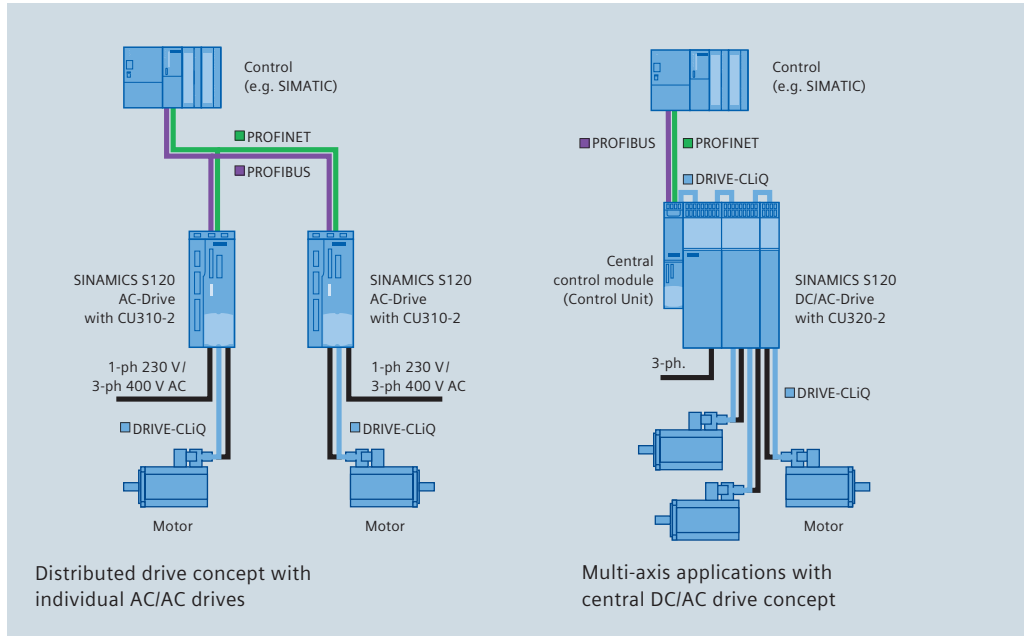 Control
(e.g. SIMATIC)
PROFINET
PROFIBUS
SINAMICS S120
AC-Drive
with CU310-2
SINAMICS S120
AC-Drive
with CU310-2
1-ph 230 V/
3-ph 400 V AC
1-ph 230 V/
3-ph 400 V AC
DRIVE-CLiQ
DRIVE-CLiQ
Motor
Motor
Distributed drive concept with
individual AC/AC drives
Control
(e.g. SIMATIC)
PROFIBUS
PROFINET
DRIVE-CLiQ
Central
control module
(Control Unit)
SINAMICS S120
DC/AC-Drive
with CU320-2
3-ph.
DRIVE-CLiQ
Motor
Multi-axis applications with
central DC/AC drive concept